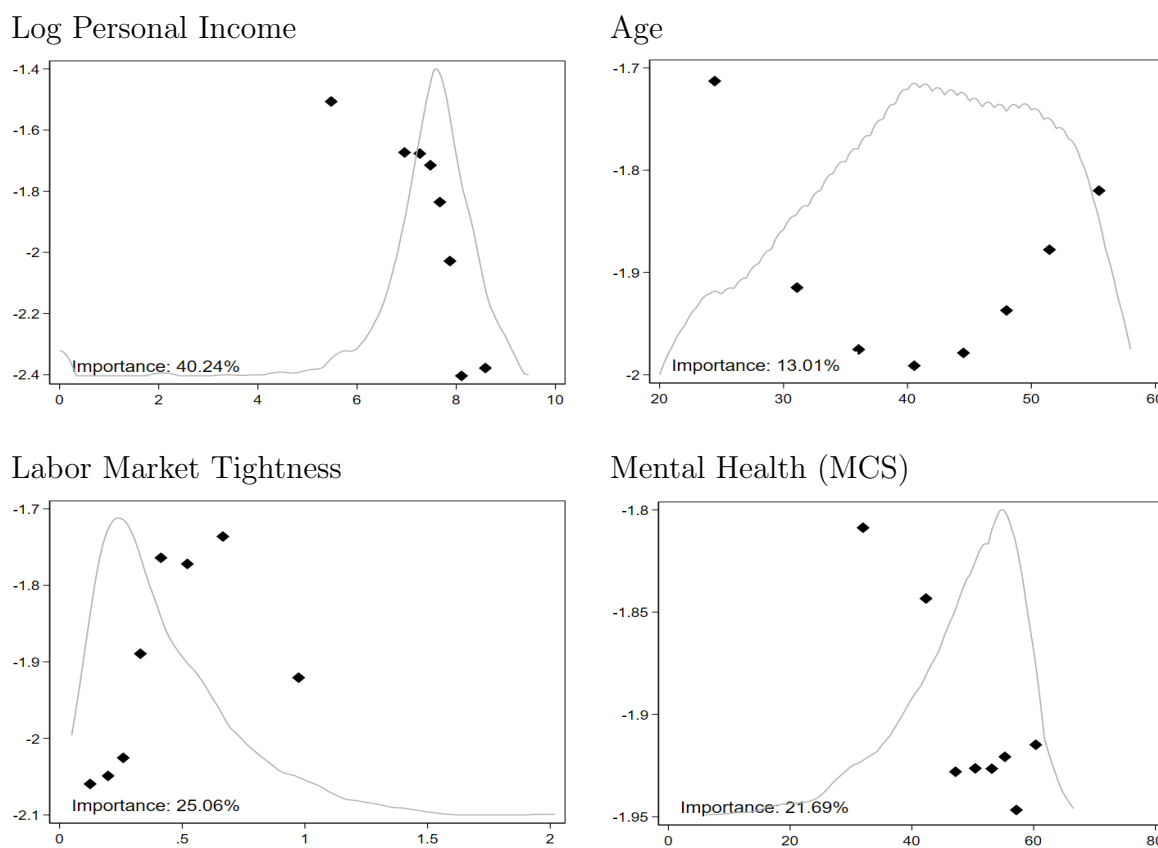 Log Personal Income
-1.4
-1.6
-1.8
-2
-2.2
-2.4
Importance: 40.24%
0 2 4 6 8 10
Age
-1.7
-1.8
-1.9
-2
Importance: 13.01%
20 30 40 50 60
Labor Market Tightness
-1.7
-1.8
-1.9
-2
-2.1
Importance: 25.06%
0 .5 1 1.5 2
Mental Health (MCS)
-1.8
-1.85
-1.9
-1.95
Importance: 21.69%
0 20 40 60 80